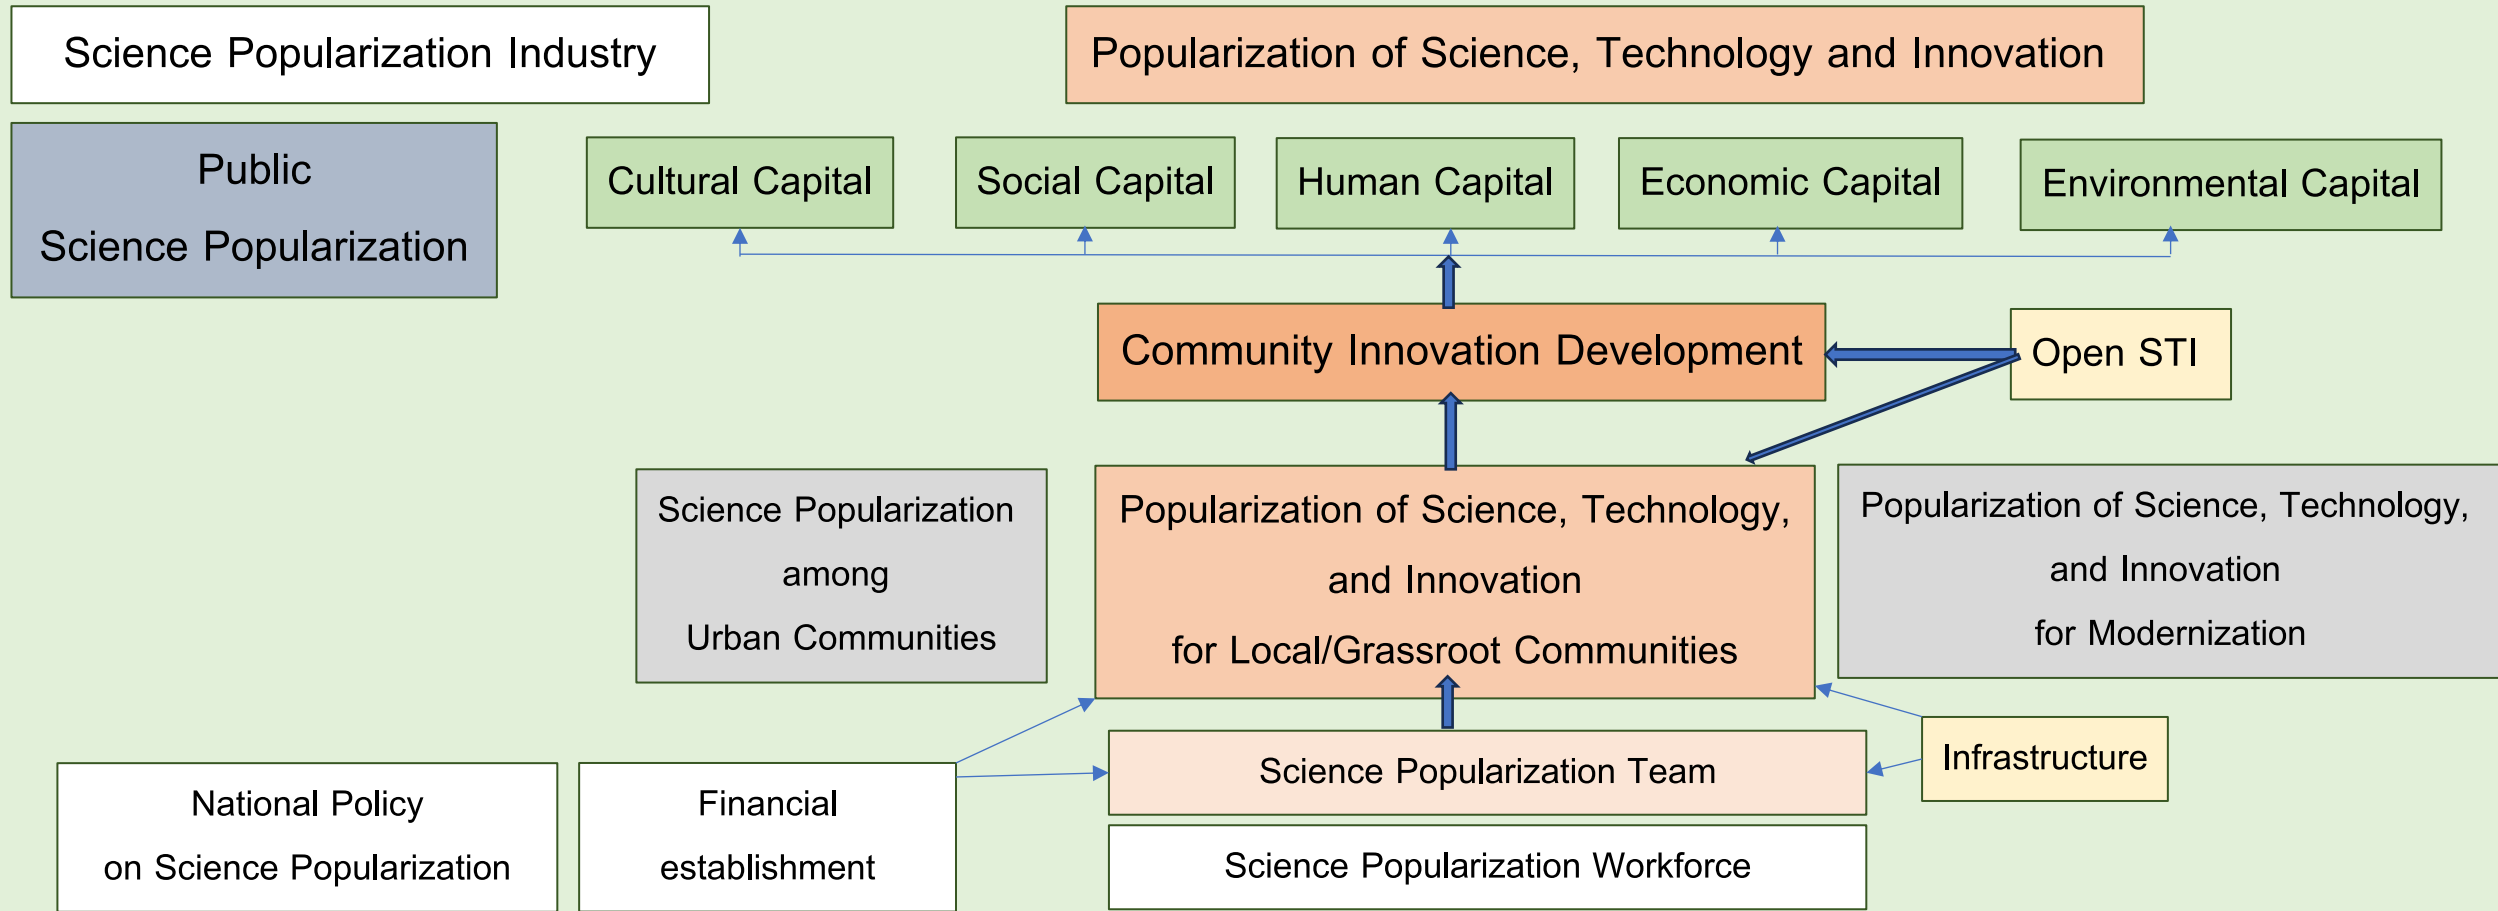 Science Popularization Industry
Popularization of Science, Technology and Innovation
Public
Science Popularization
Cultural Capital
Social Capital
Human Capital
Economic Capital
Environmental Capital
Community Innovation Development
Open STI
Science Popularization
among
Urban Communities
Popularization of Science, Technology,
and Innovation
for Local/Grassroot Communities
Popularization of Science, Technology,
and Innovation
for Modernization
Infrastructure
Science Popularization Team
National Policy
on Science Popularization
Financial
establishment
Science Popularization Workforce